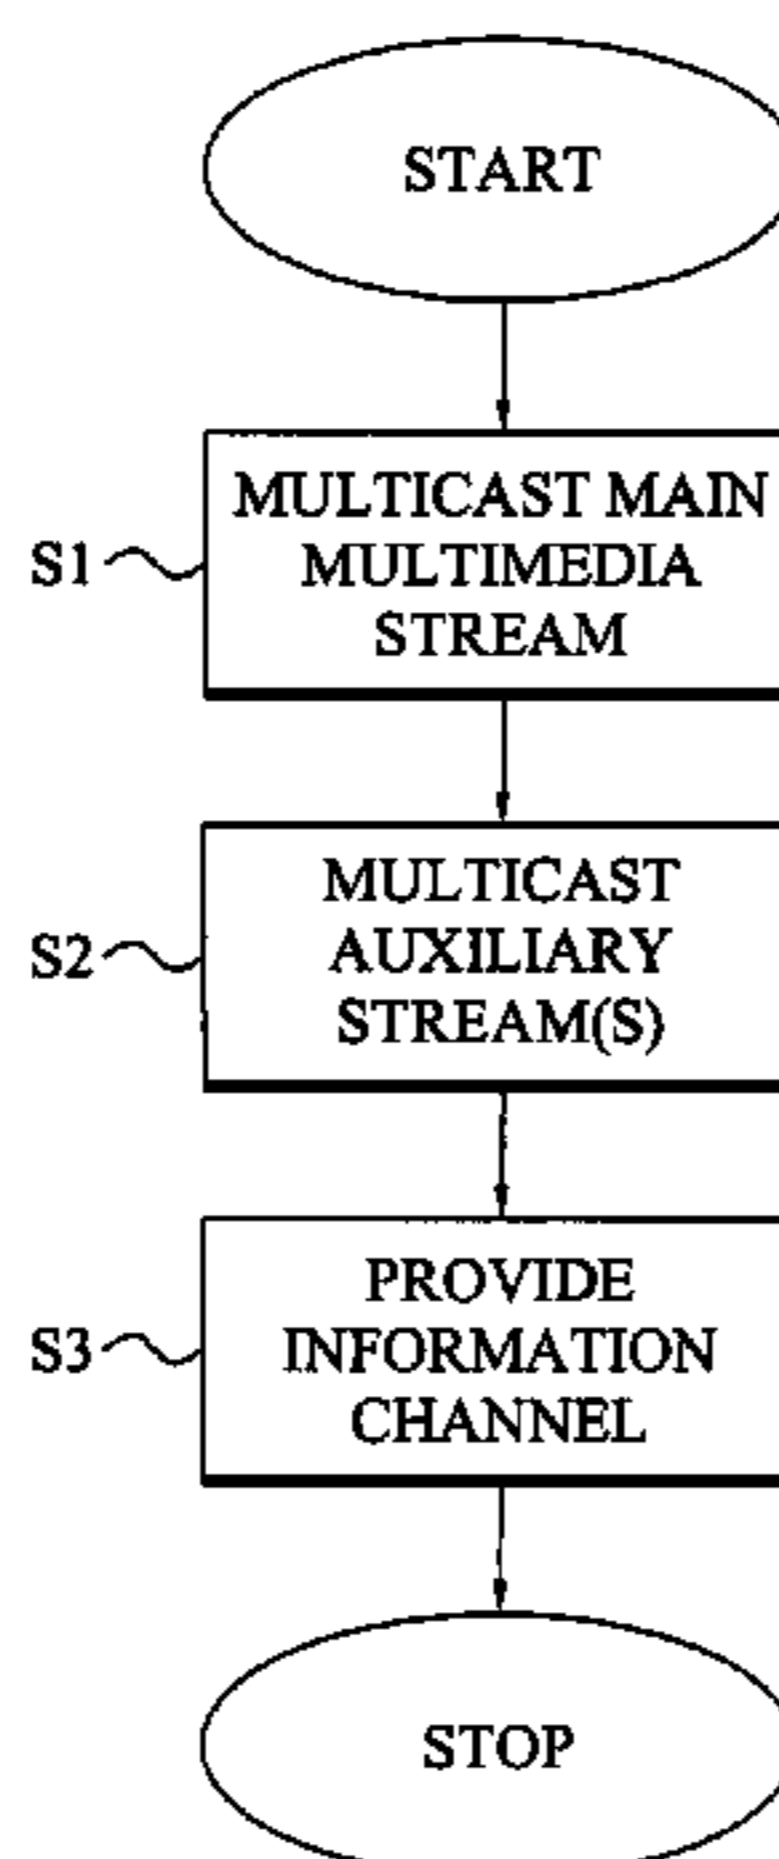 START
S1
MULTICAST MAIN
MULTIMEDIA
STREAM
S2
MULTICAST
AUXILIARY
STREAM(S)
S3
PROVIDE
INFORMATION
CHANNEL
STOP